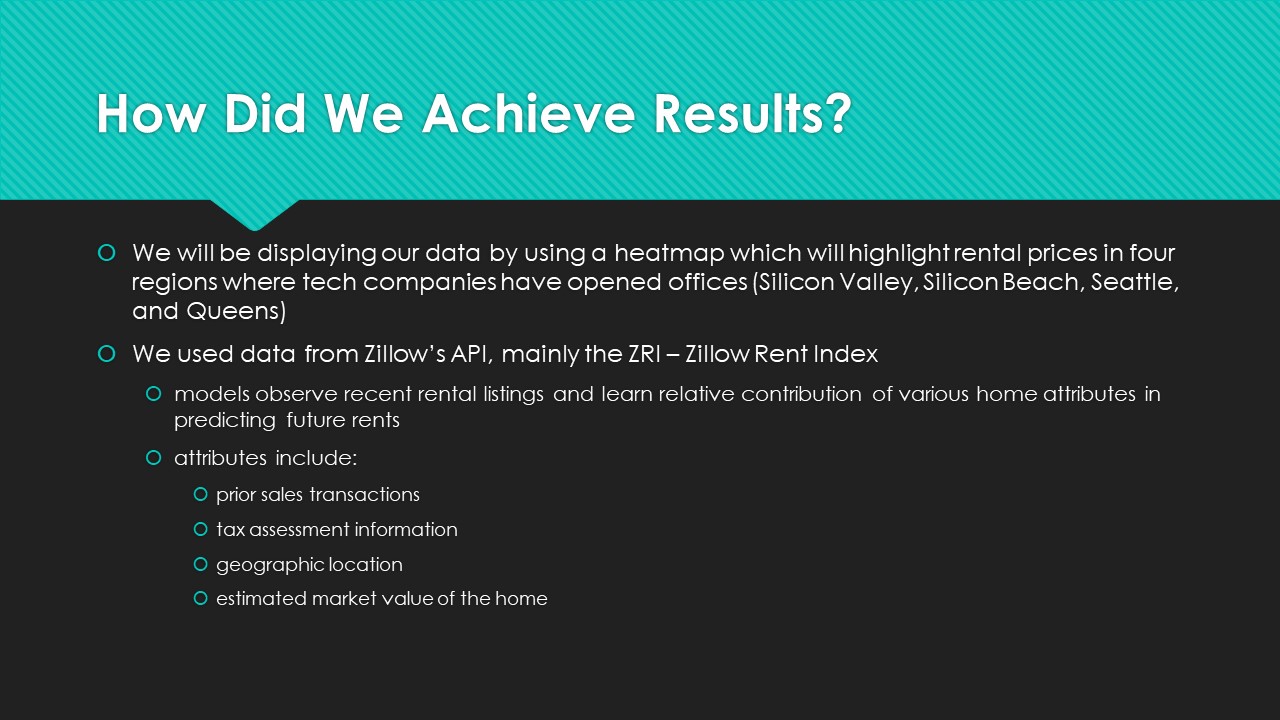 How Did We Achieve Results?
We will be displaying our data by using a heatmap which will highlight rental prices in four
regions where tech companies have opened offices (Silicon Valley, Silicon Beach, Seattle,
and Queens)
We used data from Zillow’s API, mainly the ZRI – Zillow Rent Index
models observe recent rental listings and learn relative contribution of various home attributes in
predicting future rents
attributes include:
prior sales transactions
tax assessment information
geographic location
estimated market value of the home